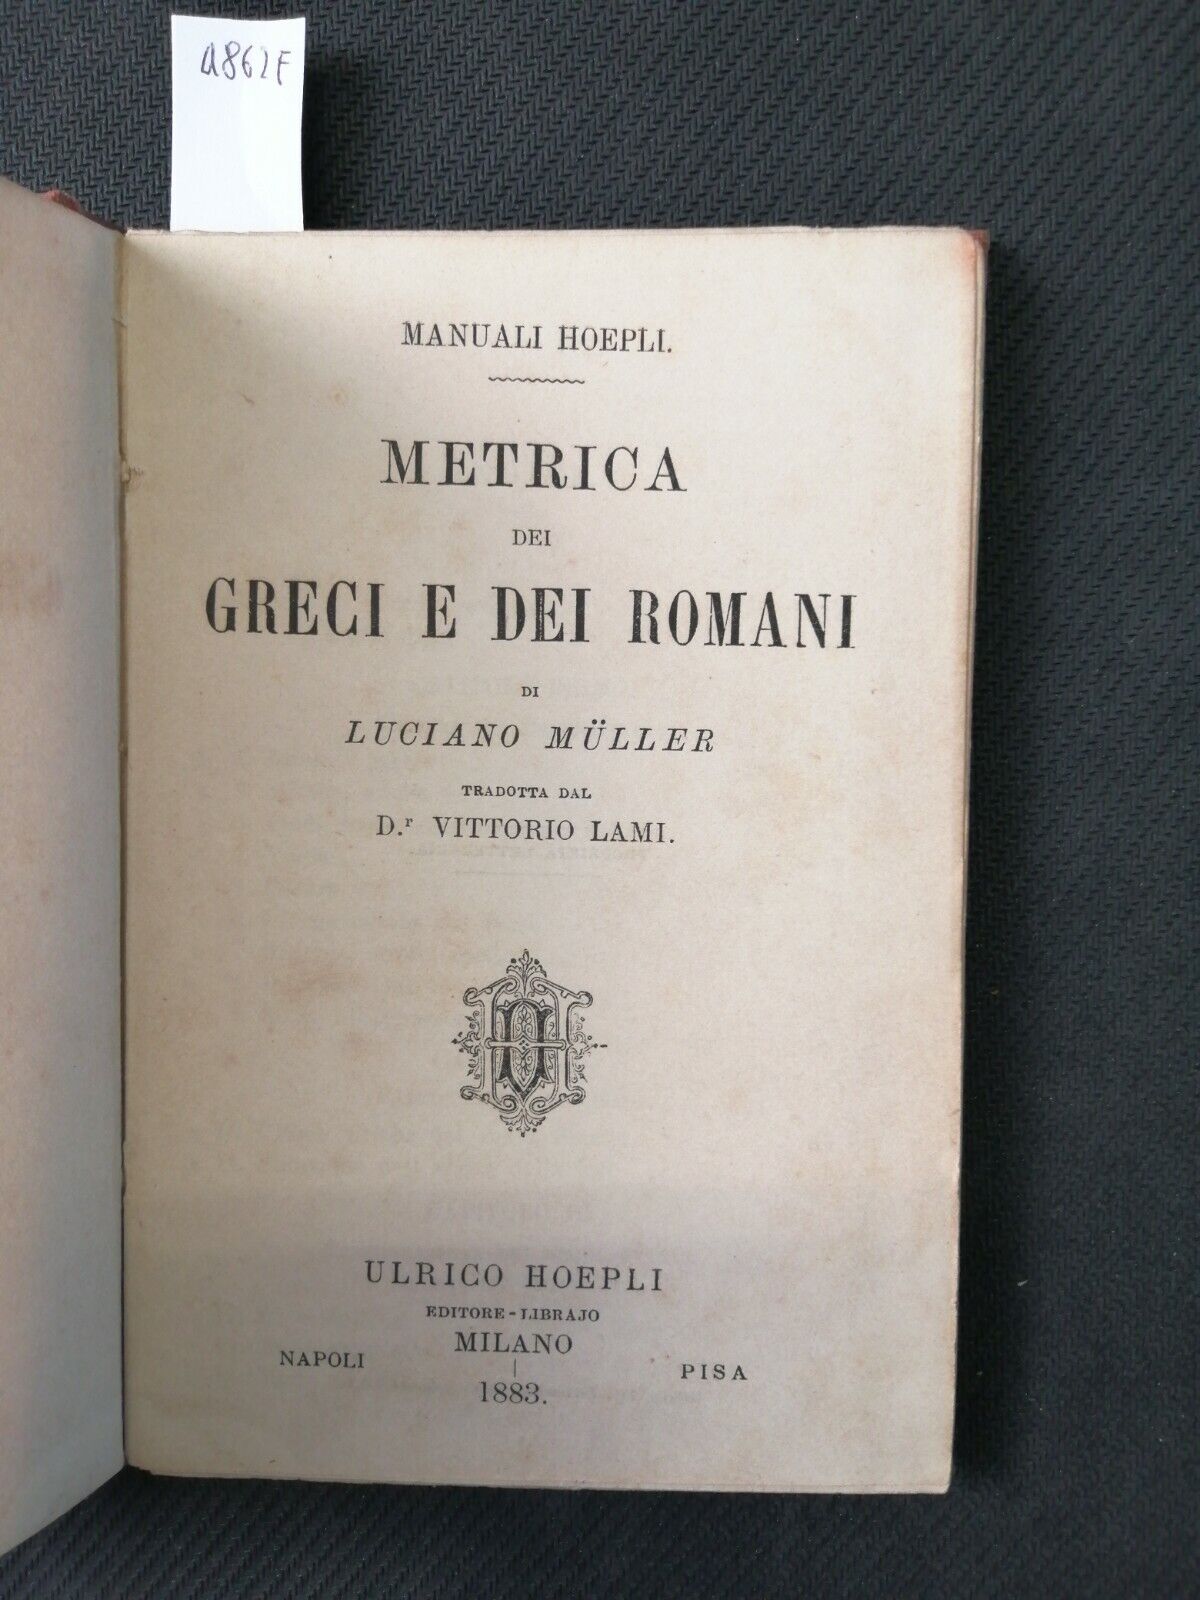 MANUALI HOEPLI.
METRICA
DEI
GRECI E DEI ROMANI
DI
LUCIANO MÜLLER
TRADOTTA DAL
D.r VITTORIO LAMI.
ULRICO HOEPLI
EDITORE-LIBRAJO
MILANO
NAPOLI PISA
1883.